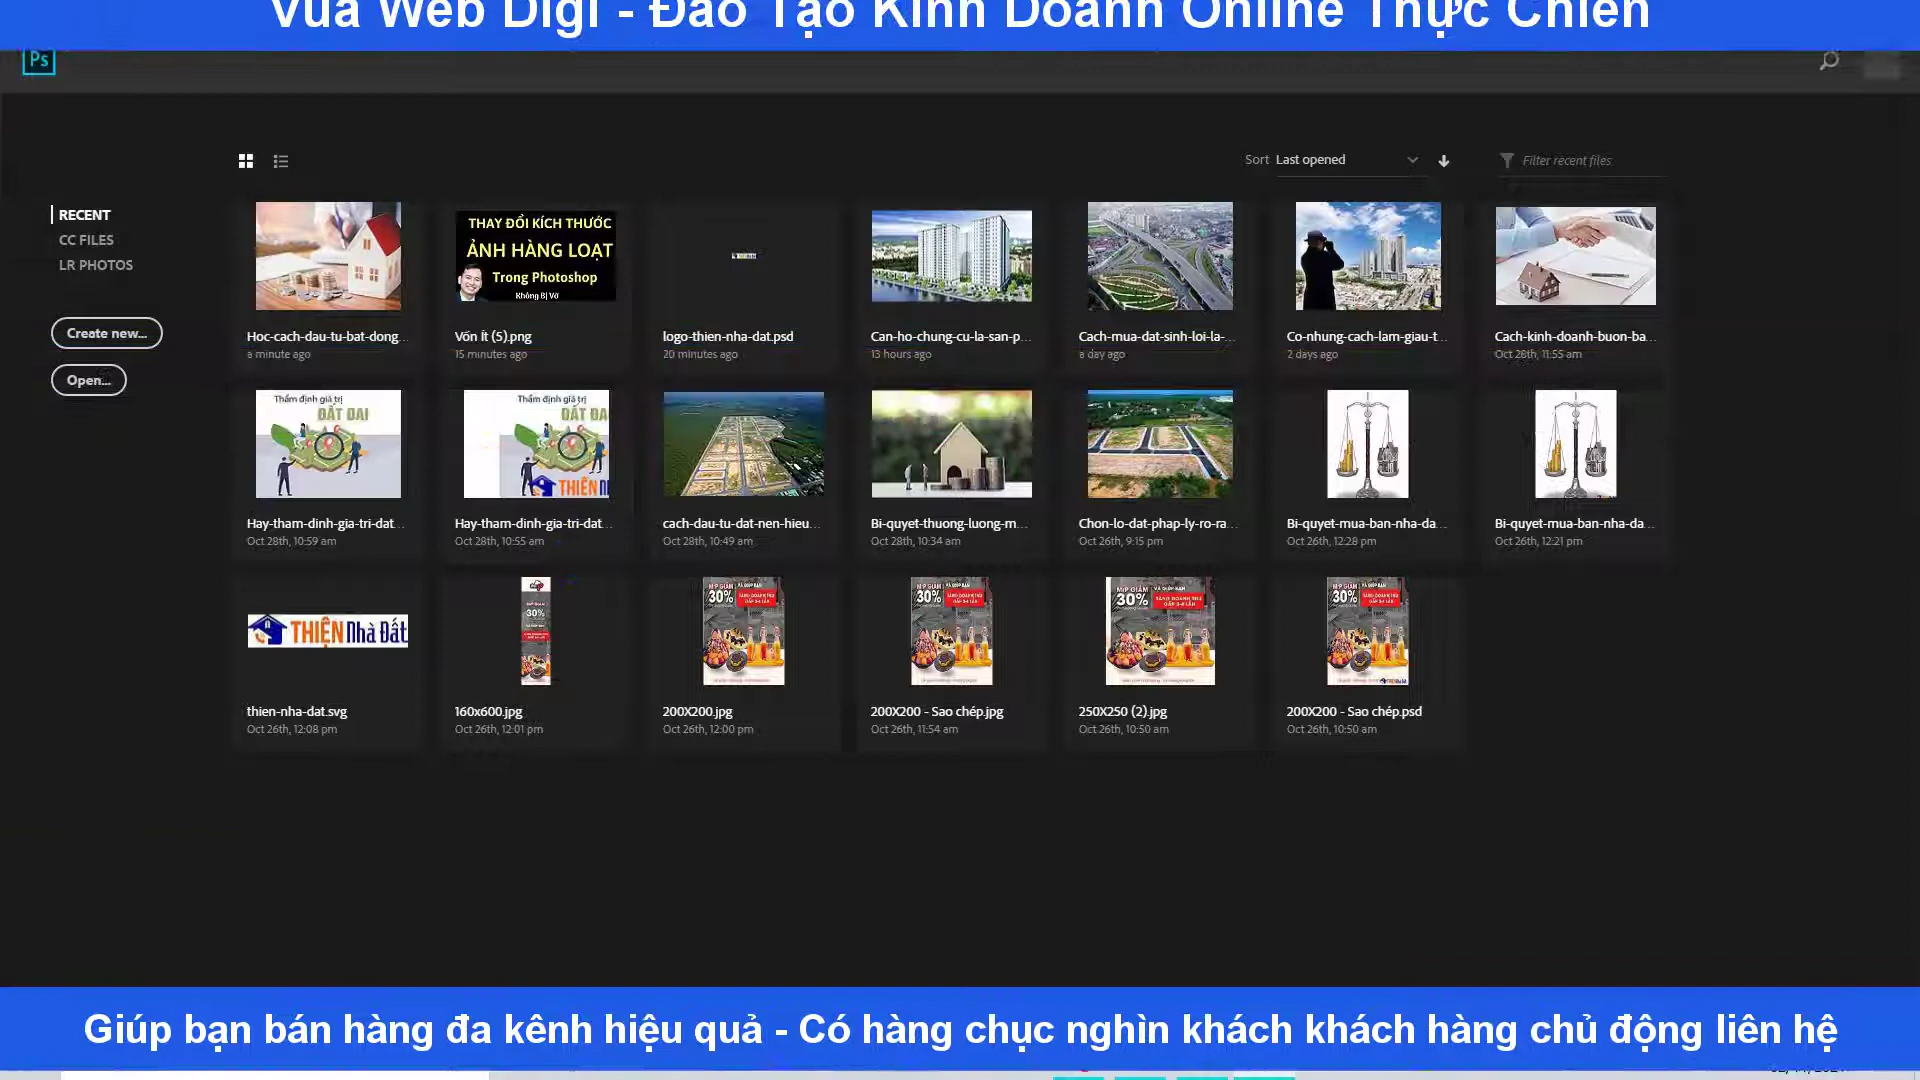 Vua Web Digi - Đào Tạo Kinh Doanh Online Thực Chiến
Ps
Sort Last opened
Filter recent files
RECENT
CC FILES
LR PHOTOS
Create new...
Open...
THAY ĐỔI KÍCH THƯỚC
ẢNH HÀNG LOẠT
Trong Photoshop
Không Bị Vỡ
Hoc-cach-dau-tu-bat-dong...
a minute ago
Vốn Ít (5).png
15 minutes ago
logo-thien-nha-dat.psd
20 minutes ago
Can-ho-chung-cu-la-san-p...
13 hours ago
Cach-mua-dat-sinh-loi-la-...
a day ago
Co-nhung-cach-lam-giau-t...
2 days ago
Cach-kinh-doanh-buon-ba...
Oct 28th, 11:55 am
Thẩm định giá trị
ĐẤT ĐAI
Thẩm định giá trị
ĐẤT ĐA
THIÊN
Hay-tham-dinh-gia-tri-dat...
Oct 28th, 10:59 am
Hay-tham-dinh-gia-tri-dat...
Oct 28th, 10:55 am
cach-dau-tu-dat-nen-hieu...
Oct 28th, 10:49 am
Bi-quyet-thuong-luong-m...
Oct 28th, 10:34 am
Chon-lo-dat-phap-ly-ro-ra...
Oct 26th, 9:15 pm
Bi-quyet-mua-ban-nha-da...
Oct 26th, 12:28 pm
Bi-quyet-mua-ban-nha-da...
Oct 26th, 12:21 pm
THIỆN Nhà Đất
30%
30%
30%
30%
30%
thien-nha-dat.svg
Oct 26th, 12:08 pm
160x600.jpg
Oct 26th, 12:01 pm
200X200.jpg
Oct 26th, 12:00 pm
200X200 - Sao chép.jpg
Oct 26th, 11:54 am
250X250 (2).jpg
Oct 26th, 10:50 am
200X200 - Sao chép.psd
Oct 26th, 10:50 am
Giúp bạn bán hàng đa kênh hiệu quả - Có hàng chục nghìn khách khách hàng chủ động liên hệ